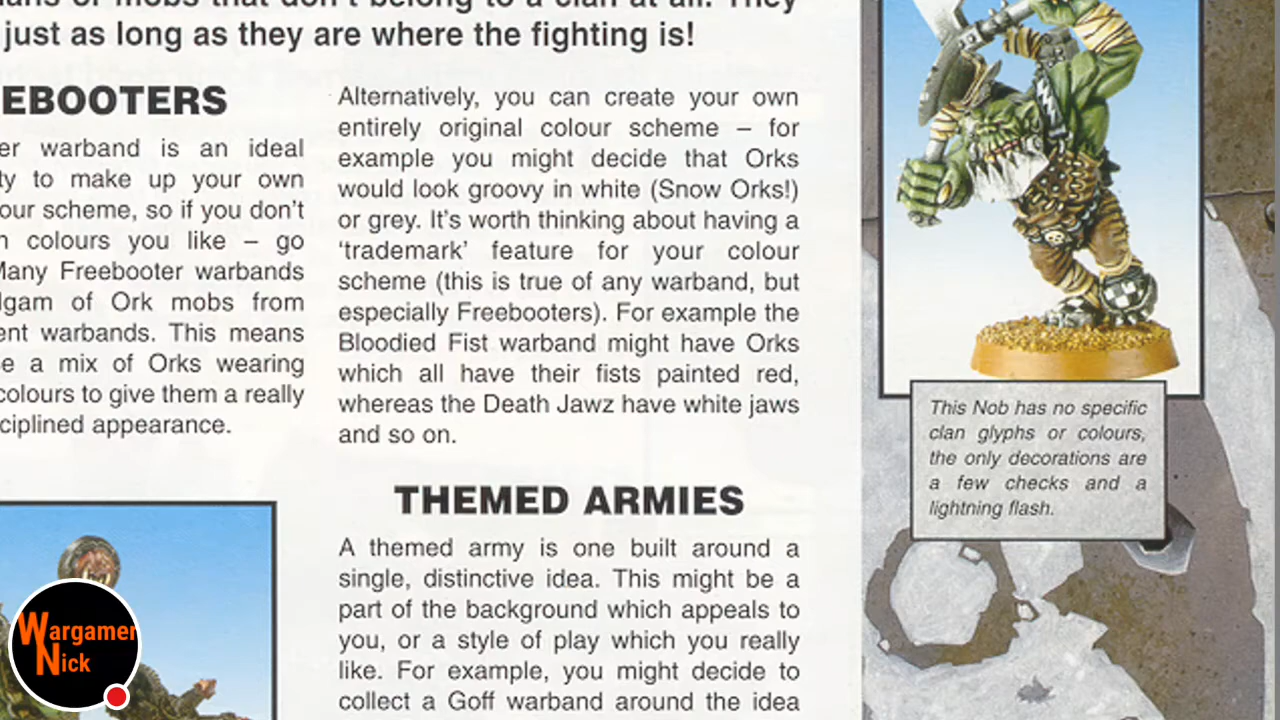 just as long as they are where the fighting is!
EBOOTERS
er warband is an ideal
ty to make up your own
our scheme, so if you don't
colours you like – go
Many Freebooter warbands
lgam of Ork mobs from
ent warbands. This means
e a mix of Orks wearing
colours to give them a really
ciplined appearance.
Alternatively, you can create your own
entirely original colour scheme – for
example you might decide that Orks
would look groovy in white (Snow Orks!)
or grey. It's worth thinking about having a
'trademark' feature for your colour
scheme (this is true of any warband, but
especially Freebooters). For example the
Bloodied Fist warband might have Orks
which all have their fists painted red,
whereas the Death Jawz have white jaws
and so on.
THEMED ARMIES
A themed army is one built around a
single, distinctive idea. This might be a
part of the background which appeals to
you, or a style of play which you really
like. For example, you might decide to
collect a Goff warband around the idea
This Nob has no specific
clan glyphs or colours,
the only decorations are
a few checks and a
lightning flash.
Wargamer
Nick